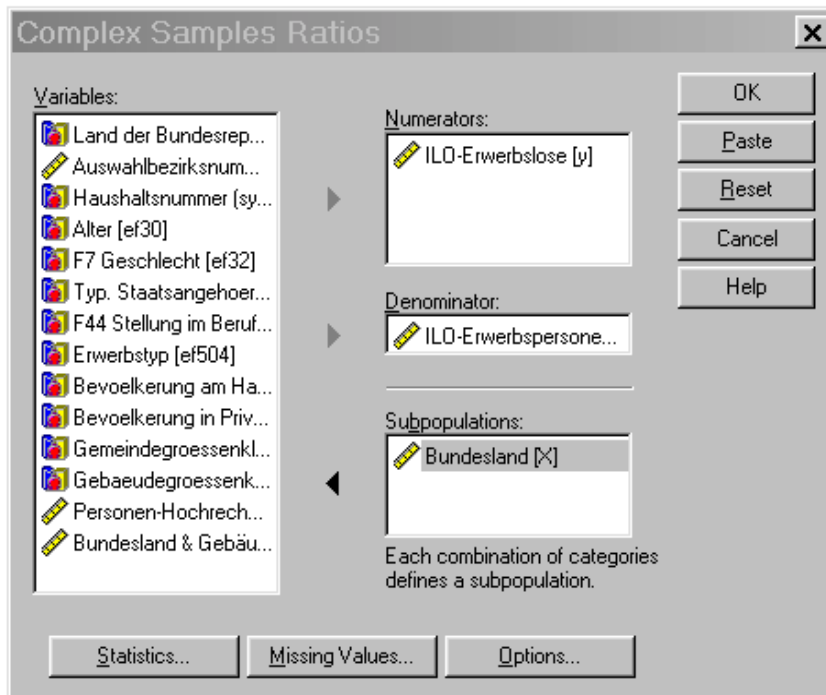 Complex Samples Ratios
Variables:
Land der Bundesrep...
Auswahlbezirksnum...
Haushaltsnummer (sy...
Alter [ef30]
F7 Geschlecht [ef32]
Typ. Staatsangehoer...
F44 Stellung im Beruf...
Erwerbstyp [ef504]
Bevoelkerung am Ha...
Bevoelkerung in Priv...
Gemeindegroessenkl...
Gebaeudegroessenk...
Personen-Hochrech...
Bundesland & Gebäu...
Numerators:
ILO-Erwerbslose [y]
Denominator:
ILO-Erwerbspersone...
Subpopulations:
Bundesland [X]
Each combination of categories
defines a subpopulation.
OK
Paste
Reset
Cancel
Help
Statistics...
Missing Values...
Options...